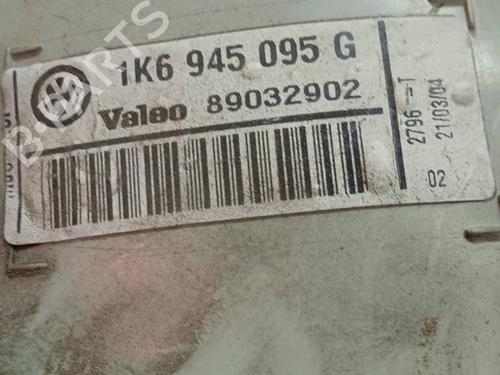 1K6 945 095 G
Valeo 89032902
2796 - T
21/03/04
02
B-PARTS